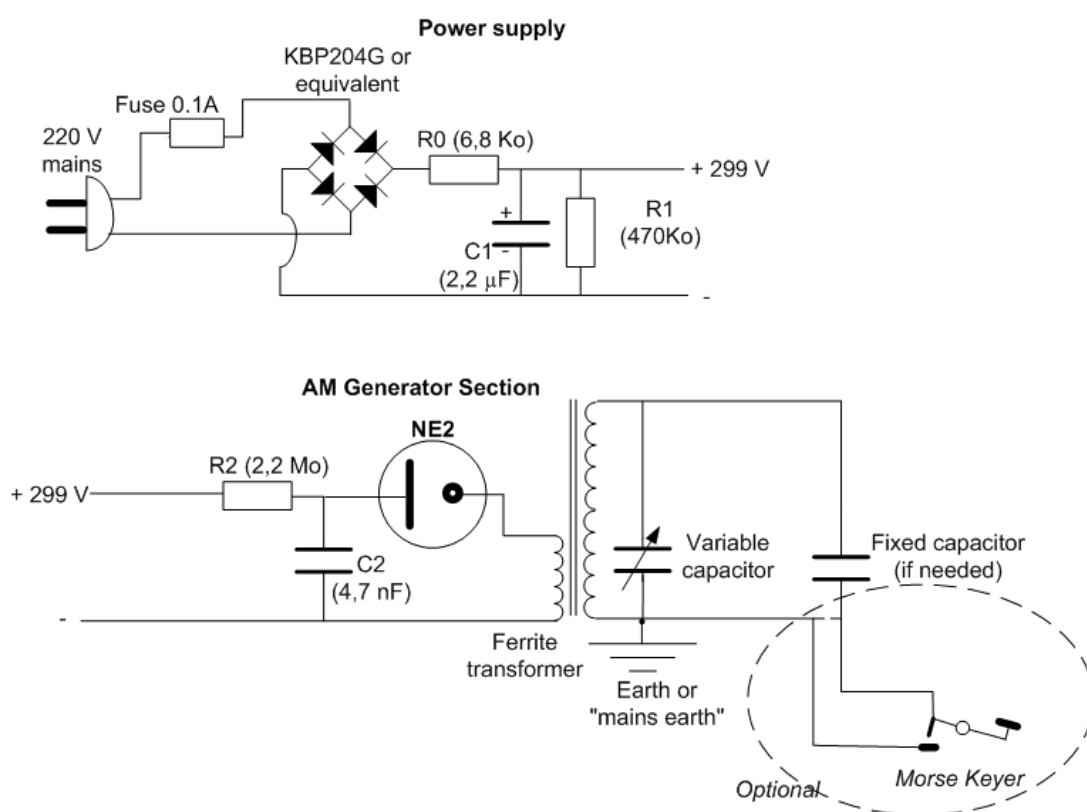 Power supply
KBP204G or
equivalent
Fuse 0.1A
220 V
mains
R0 (6,8 Ko)
+ 299 V
+
R1
(470Ko)
C1 -
(2,2 μF)
-
AM Generator Section
NE2
R2 (2,2 Mo)
+ 299 V
C2
(4,7 nF)
Variable
capacitor
Fixed capacitor
(if needed)
-
Ferrite
transformer
Earth or
"mains earth"
Optional
Morse Keyer